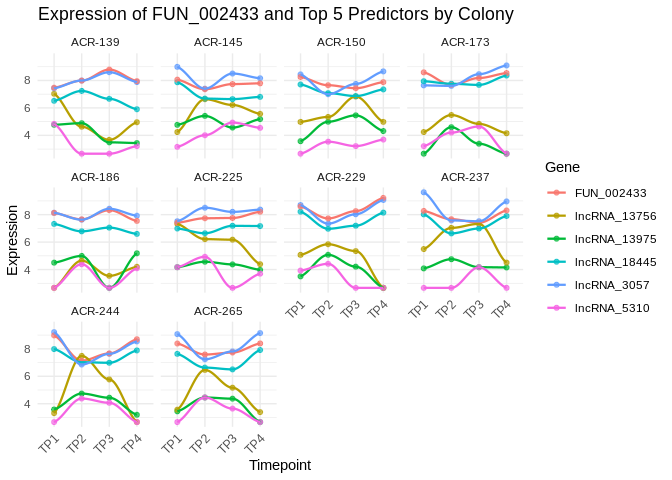 Expression of FUN_002433 and Top 5 Predictors by Colony
ACR-139 ACR-145 ACR-150 ACR-173
8
6
4
ACR-186 ACR-225 ACR-229 ACR-237
8
6
4
TP1 TP2 TP3 TP4 TP1 TP2 TP3 TP4
ACR-244 ACR-265
8
6
4
TP1 TP2 TP3 TP4 TP1 TP2 TP3 TP4
Timepoint
Expression
Gene
FUN_002433
lncRNA_13756
lncRNA_13975
lncRNA_18445
lncRNA_3057
lncRNA_5310